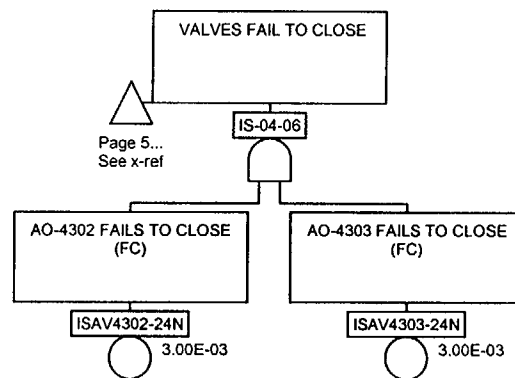 VALVES FAIL TO CLOSE
Page 5...
See x-ref
IS-04-06
AO-4302 FAILS TO CLOSE
(FC)
AO-4303 FAILS TO CLOSE
(FC)
ISAV4302-24N
3.00E-03
ISAV4303-24N
3.00E-03